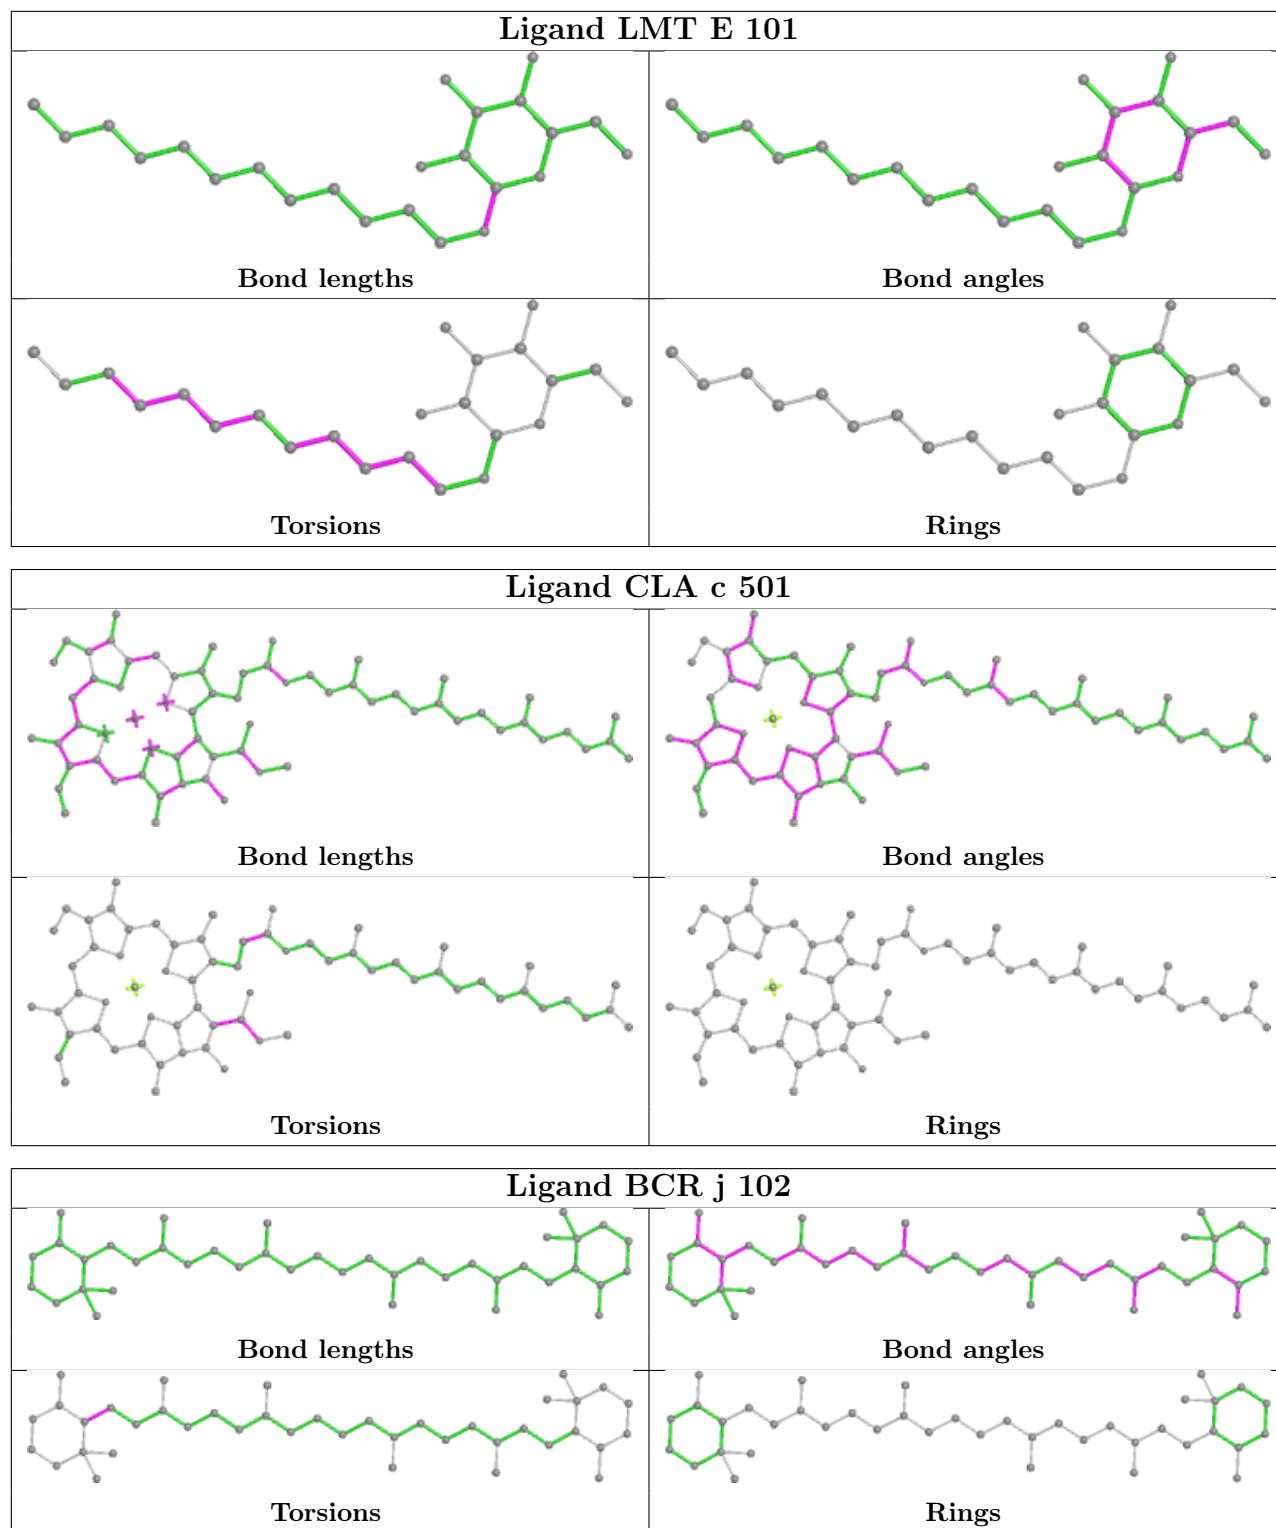 Ligand LMT E 101
Bond lengths
Bond angles
Torsions
Rings
Ligand CLA c 501
Bond lengths
Bond angles
Torsions
Rings
Ligand BCR j 102
Bond lengths
Bond angles
Torsions
Rings